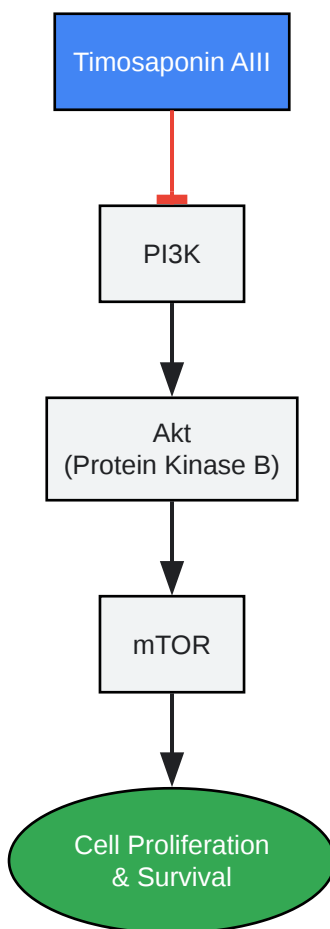 Timosaponin AIII
PI3K
Akt
(Protein Kinase B)
mTOR
Cell Proliferation
& Survival